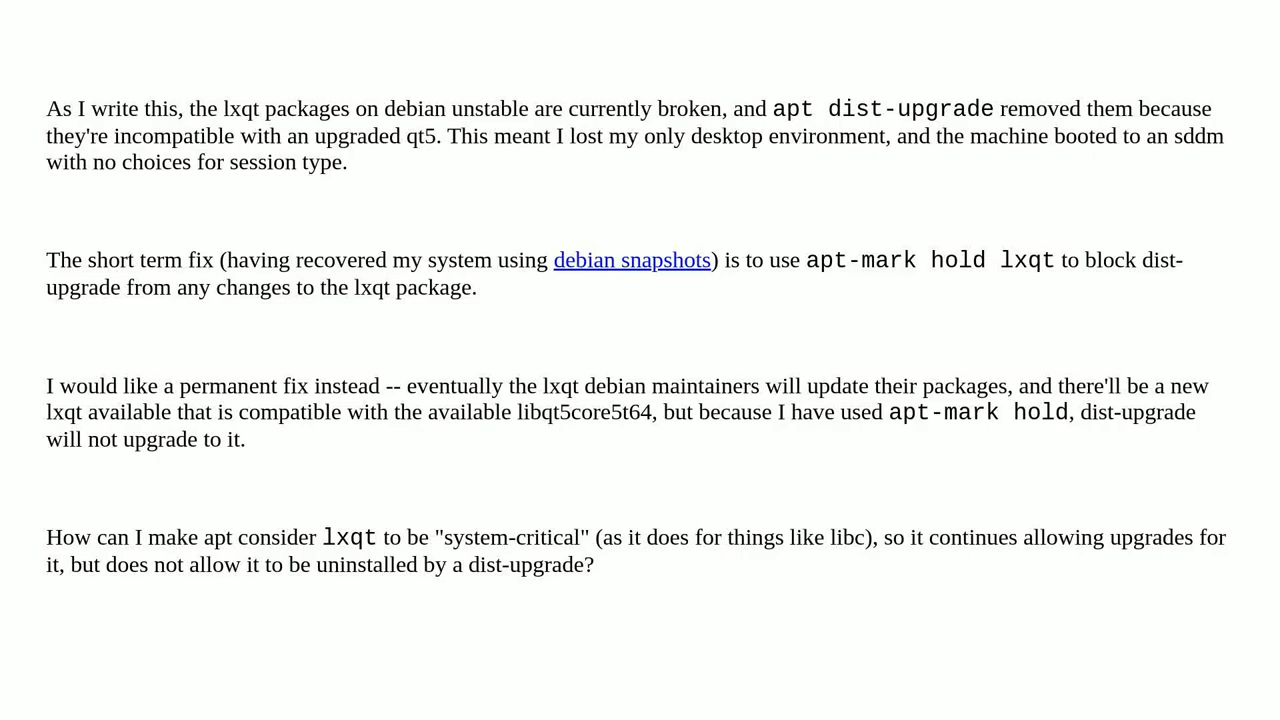 As I write this, the lxqt packages on debian unstable are currently broken, and apt dist-upgrade removed them because
they're incompatible with an upgraded qt5. This meant I lost my only desktop environment, and the machine booted to an sddm
with no choices for session type.
The short term fix (having recovered my system using debian snapshots) is to use apt-mark hold lxqt to block dist-
upgrade from any changes to the lxqt package.
I would like a permanent fix instead -- eventually the lxqt debian maintainers will update their packages, and there'll be a new
lxqt available that is compatible with the available libqt5core5t64, but because I have used apt-mark hold, dist-upgrade
will not upgrade to it.
How can I make apt consider lxqt to be "system-critical" (as it does for things like libc), so it continues allowing upgrades for
it, but does not allow it to be uninstalled by a dist-upgrade?